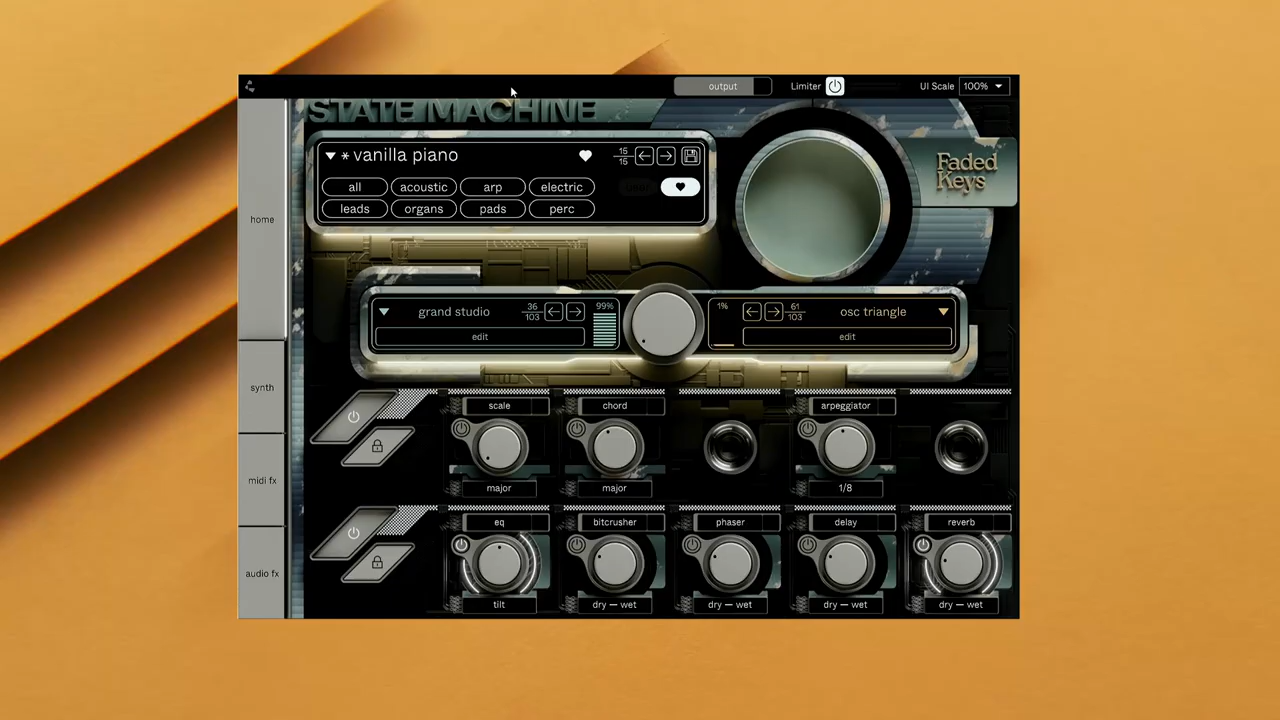 output Limiter UI Scale 100%
STATE MACHINE
* vanilla piano 15 15
Faded
Keys
all acoustic arp electric user
leads organs pads perc
home
grand studio 36 103 99% 1% 61 103 osc triangle
edit edit
synth
scale chord arpeggiator
midi fx
major major 1/8
eq bitcrusher phaser delay reverb
audio fx
tilt dry — wet dry — wet dry — wet dry — wet